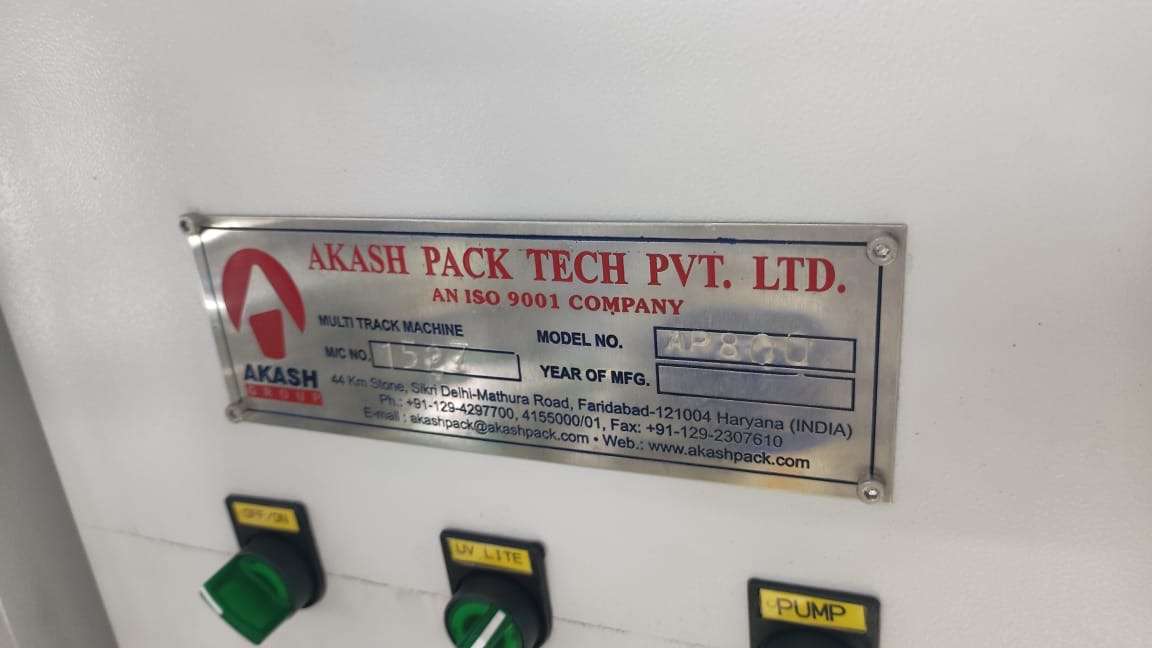 AKASH PACK TECH PVT. LTD.
AN ISO 9001 COMPANY
AKASH
GROUP
MULTI TRACK MACHINE
M/C NO.
MODEL NO.
YEAR OF MFG.
44 Km Stone, Sikri Delhi-Mathura Road, Faridabad-121004 Haryana (INDIA)
Ph.: +91-129-4297700, 4155000/01, Fax: +91-129-2307610
E-mail : akashpack@akashpack.com • Web.: www.akashpack.com
OFF/ON
UV LITE
PUMP